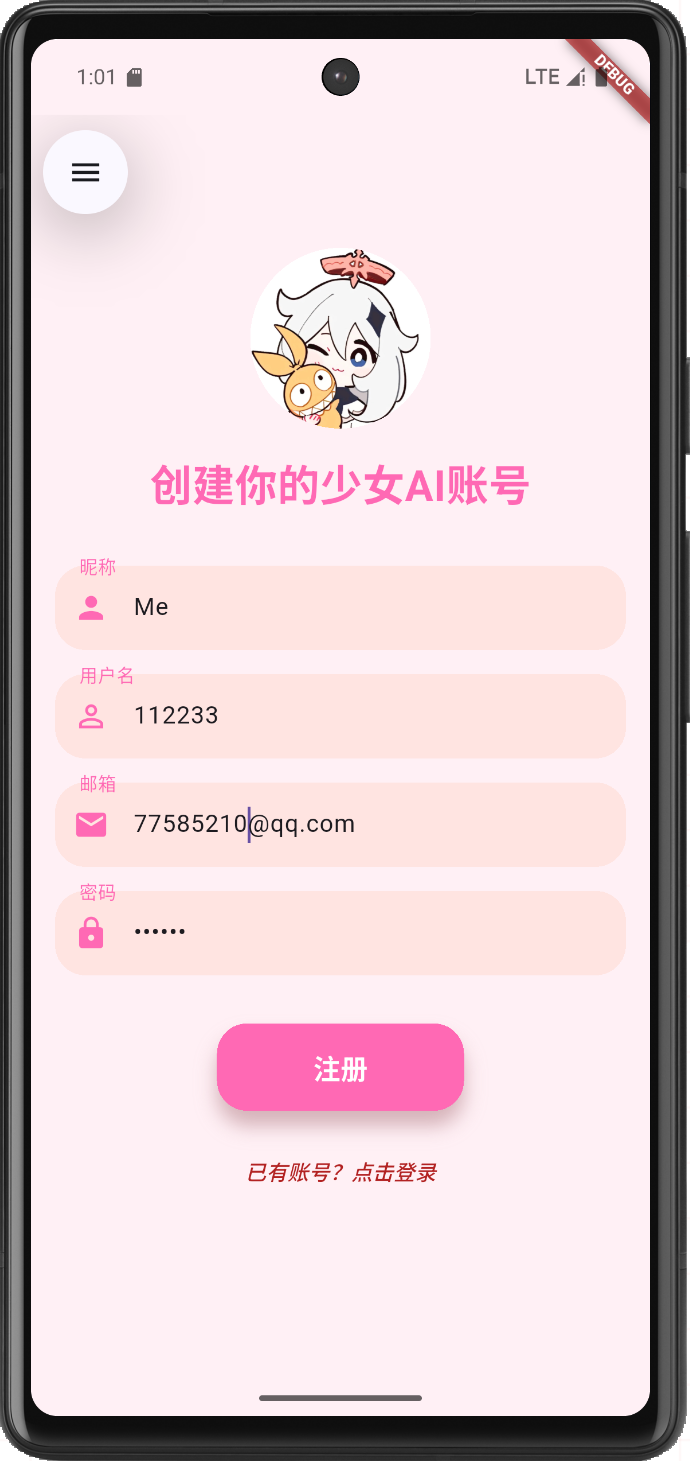 1:01
LTE
DEBUG
创建你的少女AI账号
昵称
Me
用户名
112233
邮箱
77585210@qq.com
密码
••••••
注册
已有账号？点击登录